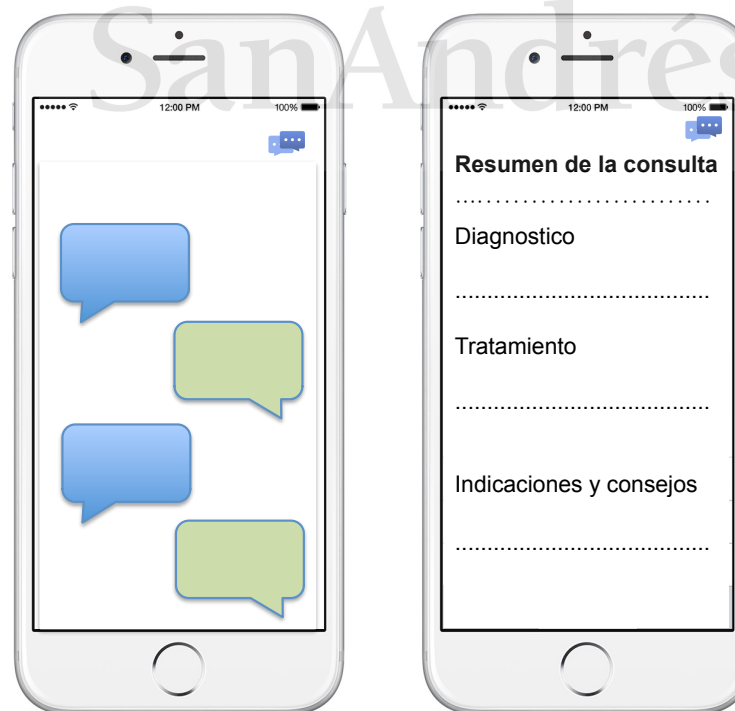 SanAndrés
12:00 PM
100%
12:00 PM
100%
Resumen de la consulta
...........................
Diagnostico
......................................
Tratamiento
......................................
Indicaciones y consejos
......................................